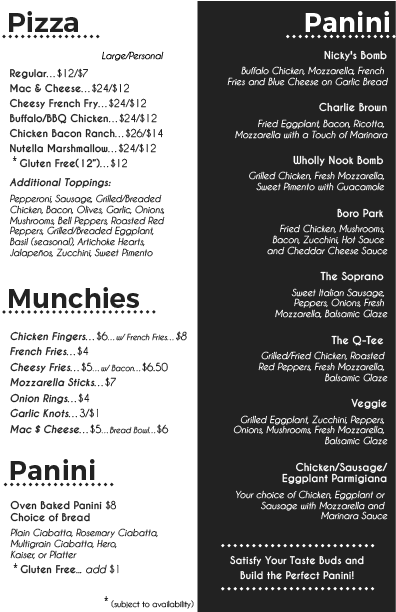 Pizza
Large/Personal
Regular...$12/$7
Mac & Cheese...$24/$12
Cheesy French Fry...$24/$12
Buffalo/BBQ Chicken...$24/$12
Chicken Bacon Ranch...$26/$14
Nutella Marshmallow...$24/$12
* Gluten Free(12")...$12
Additional Toppings:
Pepperoni, Sausage, Grilled/Breaded
Chicken, Bacon, Olives, Garlic, Onions,
Mushrooms, Bell Peppers, Roasted Red
Peppers, Grilled/Breaded Eggplant,
Basil (seasonal), Artichoke Hearts,
Jalapeños, Zucchini, Sweet Pimento
Munchies
Chicken Fingers...$6... w/ French Fries...$8
French Fries...$4
Cheesy Fries...$5...w/ Bacon...$6.50
Mozzarella Sticks...$7
Onion Rings...$4
Garlic Knots...3/$1
Mac $ Cheese...$5...Bread Bowl...$6
Panini
Oven Baked Panini $8
Choice of Bread
Plain Ciabatta, Rosemary Ciabatta,
Multigrain Ciabatta, Hero,
Kaiser, or Platter
* Gluten Free... add $1
* (subject to availability)
Panini
Nicky's Bomb
Buffalo Chicken, Mozzarella, French
Fries and Blue Cheese on Garlic Bread
Charlie Brown
Fried Eggplant, Bacon, Ricotta,
Mozzarella with a Touch of Marinara
Wholly Nook Bomb
Grilled Chicken, Fresh Mozzarella,
Sweet Pimento with Guacamole
Boro Park
Fried Chicken, Mushrooms,
Bacon, Zucchini, Hot Sauce
and Cheddar Cheese Sauce
The Soprano
Sweet Italian Sausage,
Peppers, Onions, Fresh
Mozzarella, Balsamic Glaze
The Q-Tee
Grilled/Fried Chicken, Roasted
Red Peppers, Fresh Mozzarella,
Balsamic Glaze
Veggie
Grilled Eggplant, Zucchini, Peppers,
Onions, Mushrooms, Fresh Mozzarella,
Balsamic Glaze
Chicken/Sausage/
Eggplant Parmigiana
Your choice of Chicken, Eggplant or
Sausage with Mozzarella and
Marinara Sauce
Satisfy Your Taste Buds and
Build the Perfect Panini!